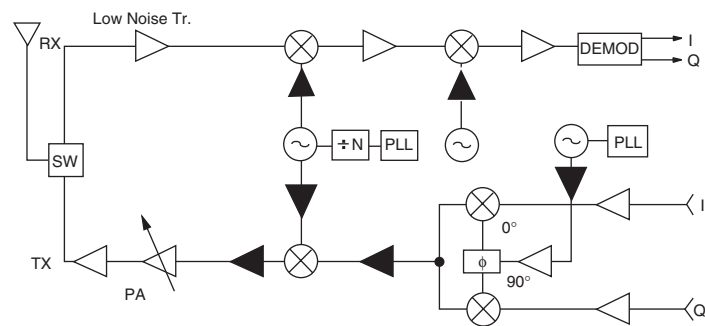 Low Noise Tr.
RX
DEMOD
I
Q
SW
÷N
PLL
PLL
I
0°
TX
ϕ
90°
PA
Q